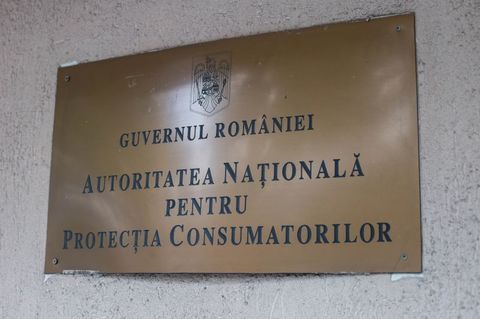 GUVERNUL ROMÂNIEI
AUTORITATEA NAȚIONALĂ
PENTRU
PROTECȚIA CONSUMATORILOR